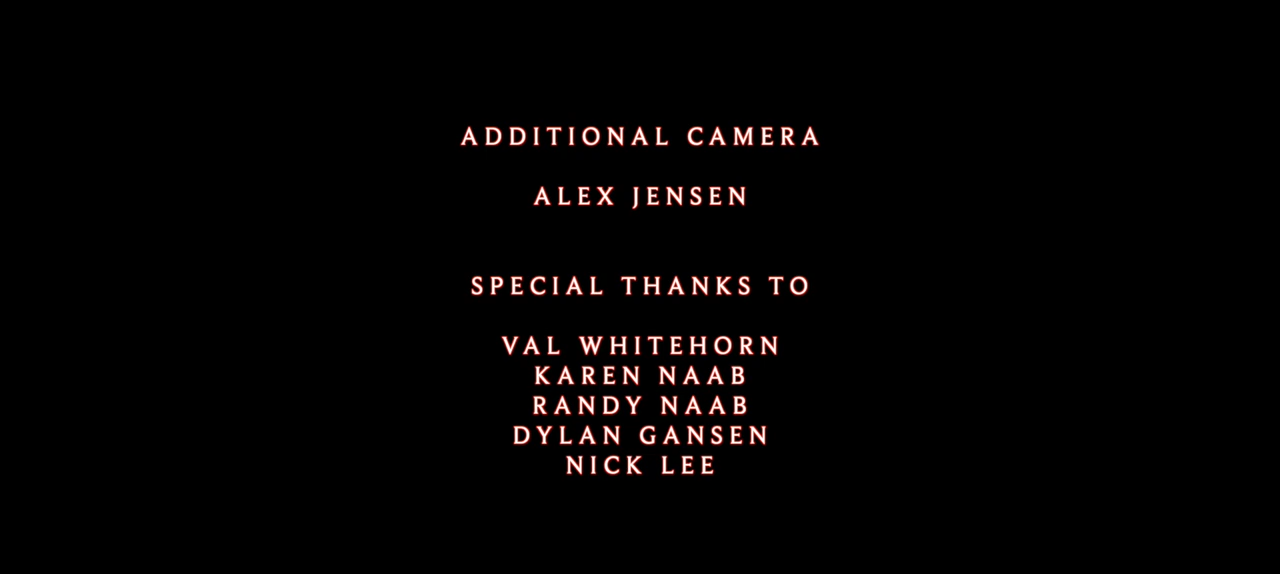 ADDITIONAL CAMERA
ALEX JENSEN
SPECIAL THANKS TO
VAL WHITEHORN
KAREN NAAB
RANDY NAAB
DYLAN GANSEN
NICK LEE